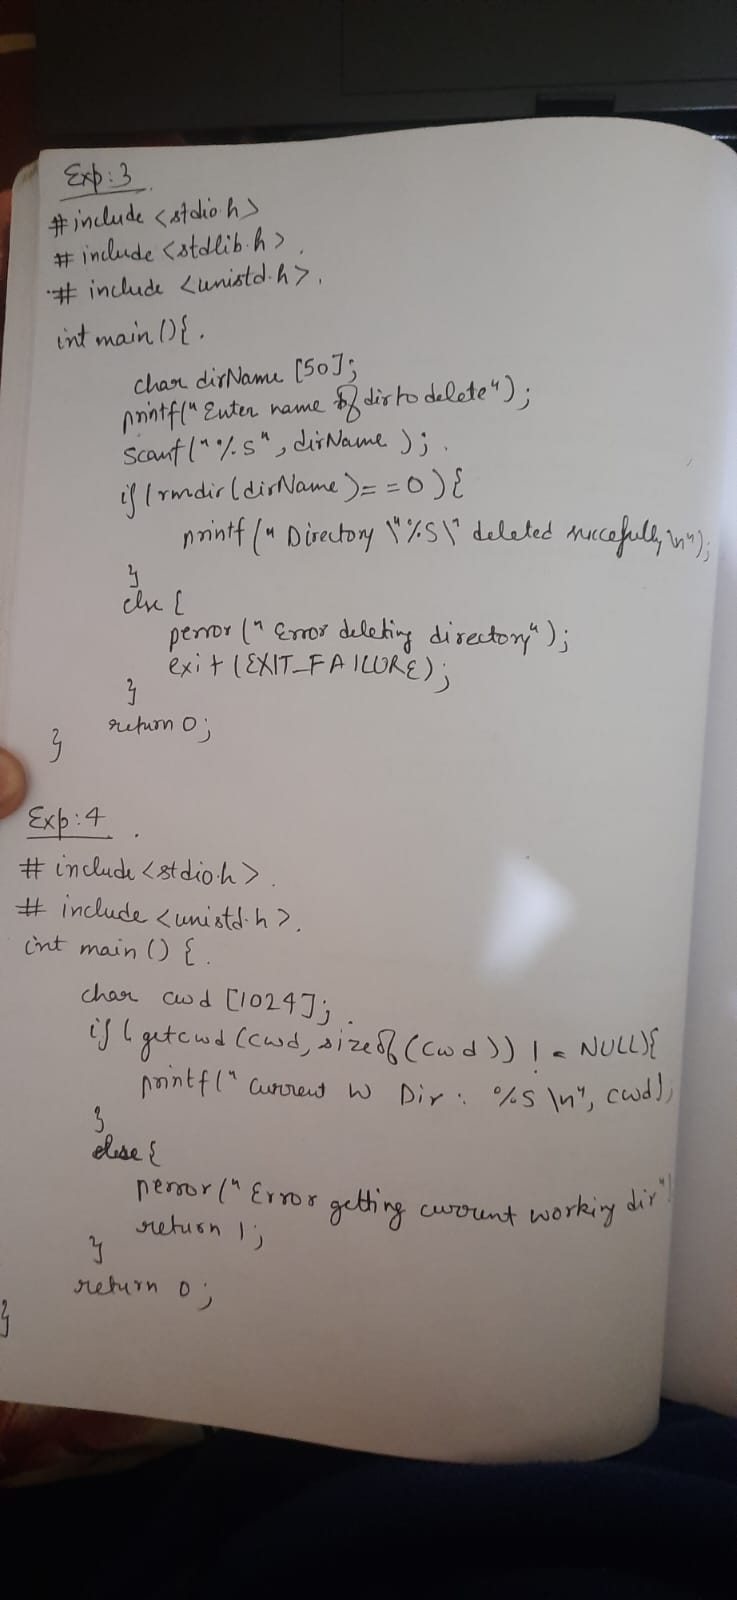 Exp:3
#include <stdio.h>
# include <stdlib.h>
# include <unistd.h>
int main(){
char dirName [50];
printf("Enter name of dir to delete");
scanf("%s", dirName );
if (rmdir(dirName)==0){
printf("Directory \"%s\" deleted succefully\n");
}
else {
perror("Error deleting directory");
exit(EXIT_FAILURE);
}
return 0;
}
Exp:4
# include <stdio.h>
# include <unistd.h>
int main () {
char cwd [1024];
if (getcwd(cwd, sizeof(cwd)) != NULL){
printf("Current W Dir: %s\n", cwd);
}
else{
perror("Error getting current working dir")
return 1;
}
return 0;
}